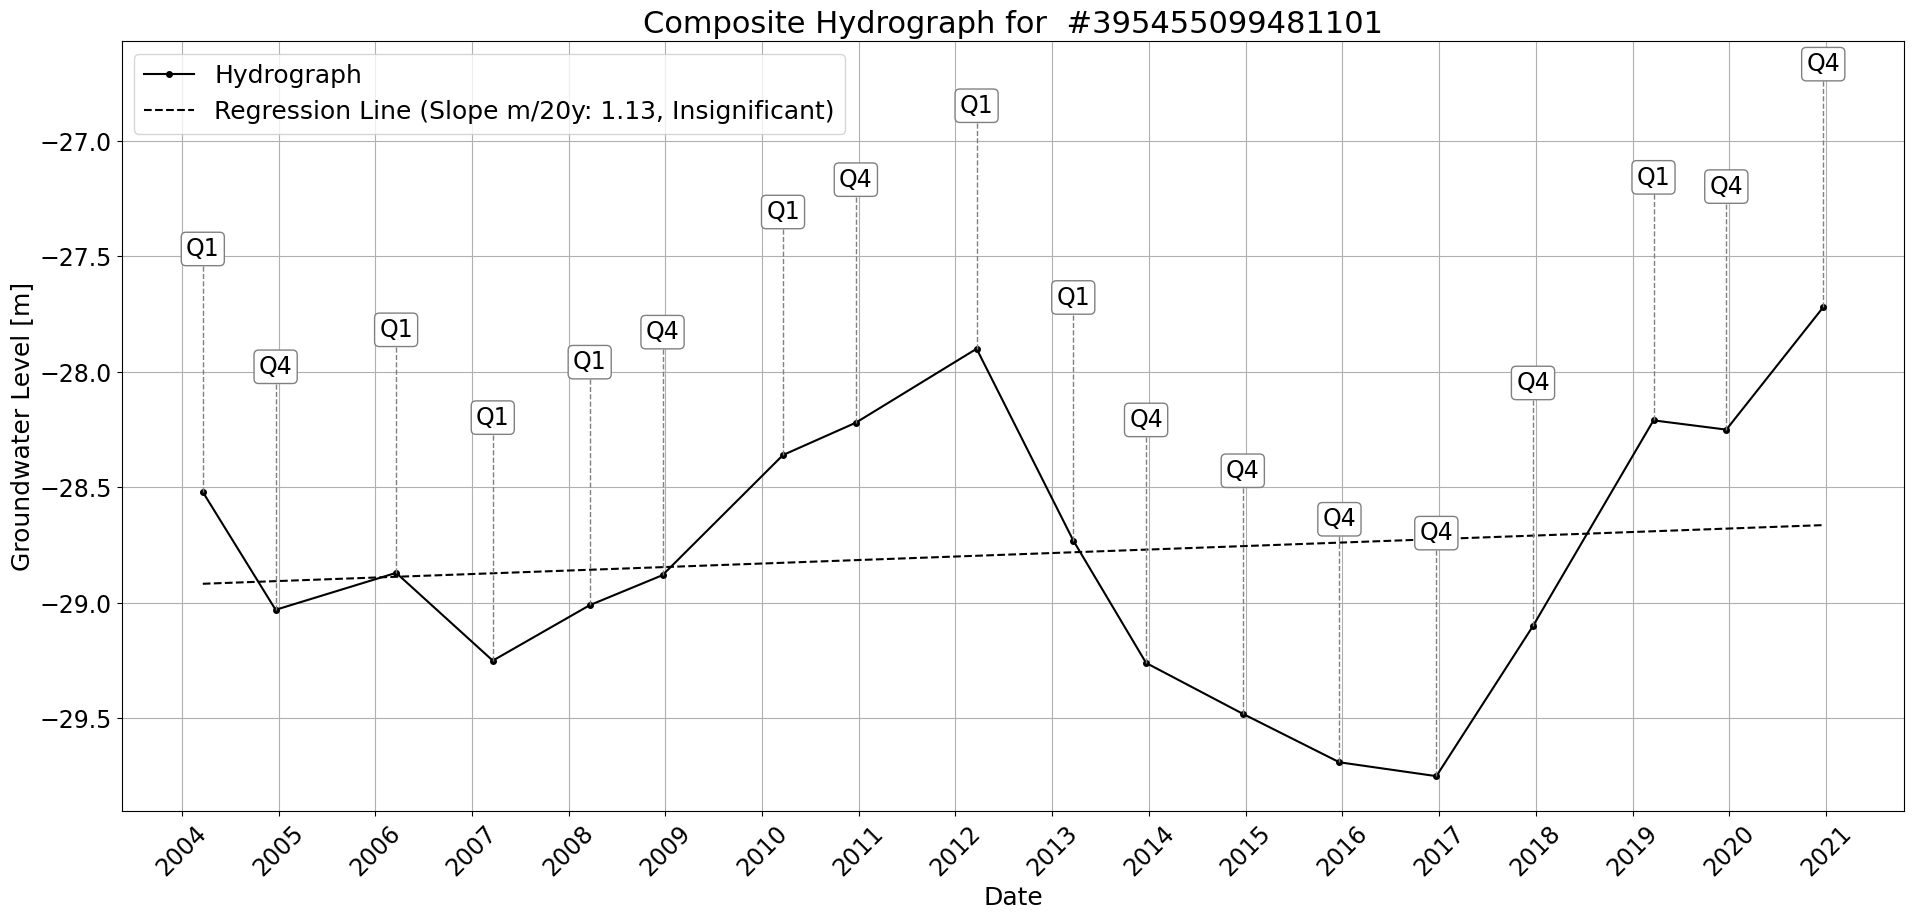 Composite Hydrograph for  #395455099481101
Hydrograph
Regression Line (Slope m/20y: 1.13, Insignificant)
Q1
Q4
Q1
Q1
Q1
Q4
Q1
Q4
Q1
Q1
Q4
Q4
Q4
Q4
Q4
Q1
Q4
Q4
Groundwater Level [m]
−27.0
−27.5
−28.0
−28.5
−29.0
−29.5
2004
2005
2006
2007
2008
2009
2010
2011
2012
2013
2014
2015
2016
2017
2018
2019
2020
2021
Date